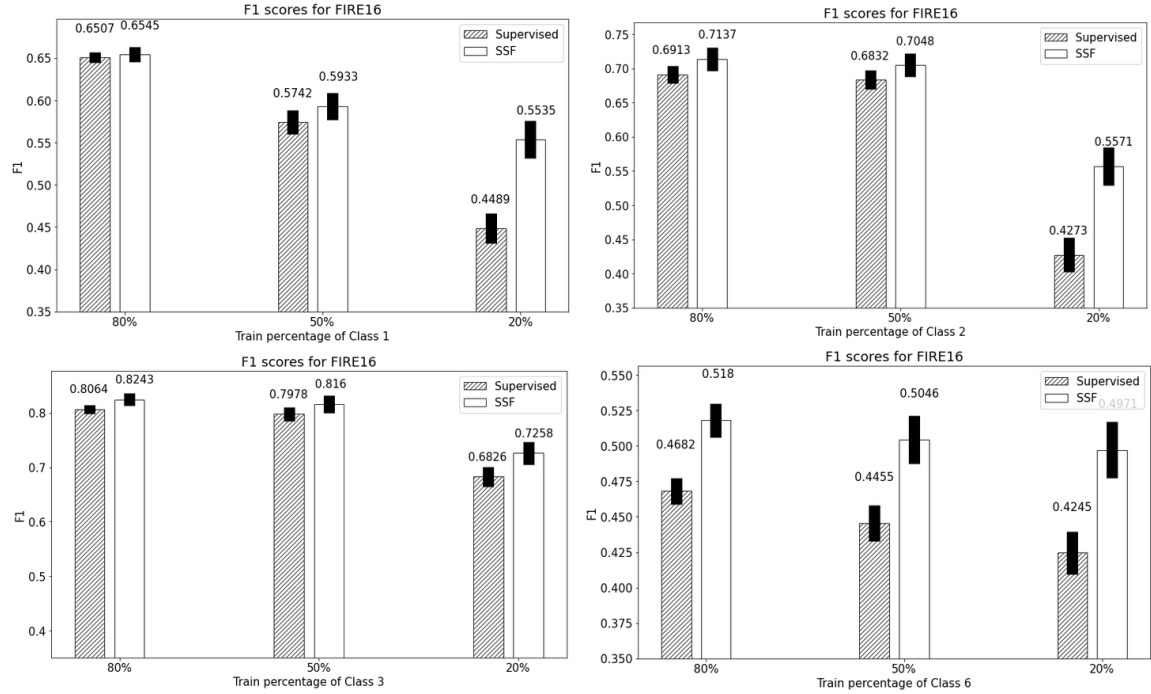 F1 scores for FIRE16
0.6507 0.6545
0.5742 0.5933
0.4489 0.5535
Supervised
SSF
F1
0.65
0.60
0.55
0.50
0.45
0.40
0.35
80% 50% 20%
Train percentage of Class 1
F1 scores for FIRE16
0.6913 0.7137
0.6832 0.7048
0.4273 0.5571
Supervised
SSF
F1
0.75
0.70
0.65
0.60
0.55
0.50
0.45
0.40
0.35
80% 50% 20%
Train percentage of Class 2
F1 scores for FIRE16
0.8064 0.8243
0.7978 0.816
0.6826 0.7258
Supervised
SSF
F1
0.8
0.7
0.6
0.5
0.4
80% 50% 20%
Train percentage of Class 3
F1 scores for FIRE16
0.4682 0.518
0.4455 0.5046
0.4245 0.4971
Supervised
SSF
F1
0.550
0.525
0.500
0.475
0.450
0.425
0.400
0.375
0.350
80% 50% 20%
Train percentage of Class 6